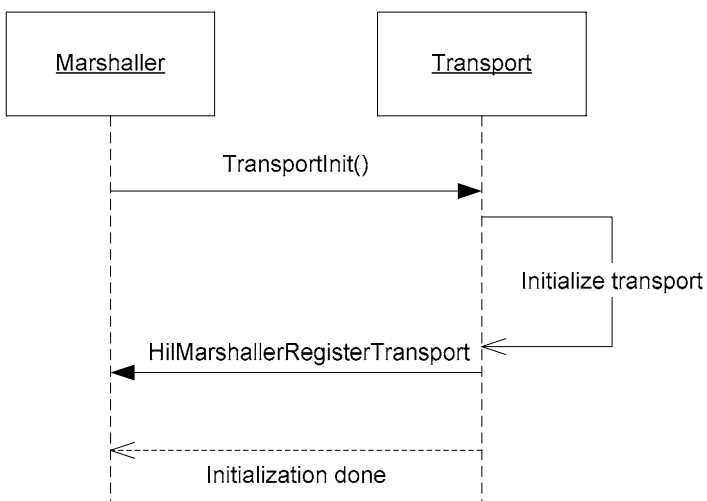 Marshaller
Transport
TransportInit()
Initialize transport
HilMarshallerRegisterTransport
Initialization done